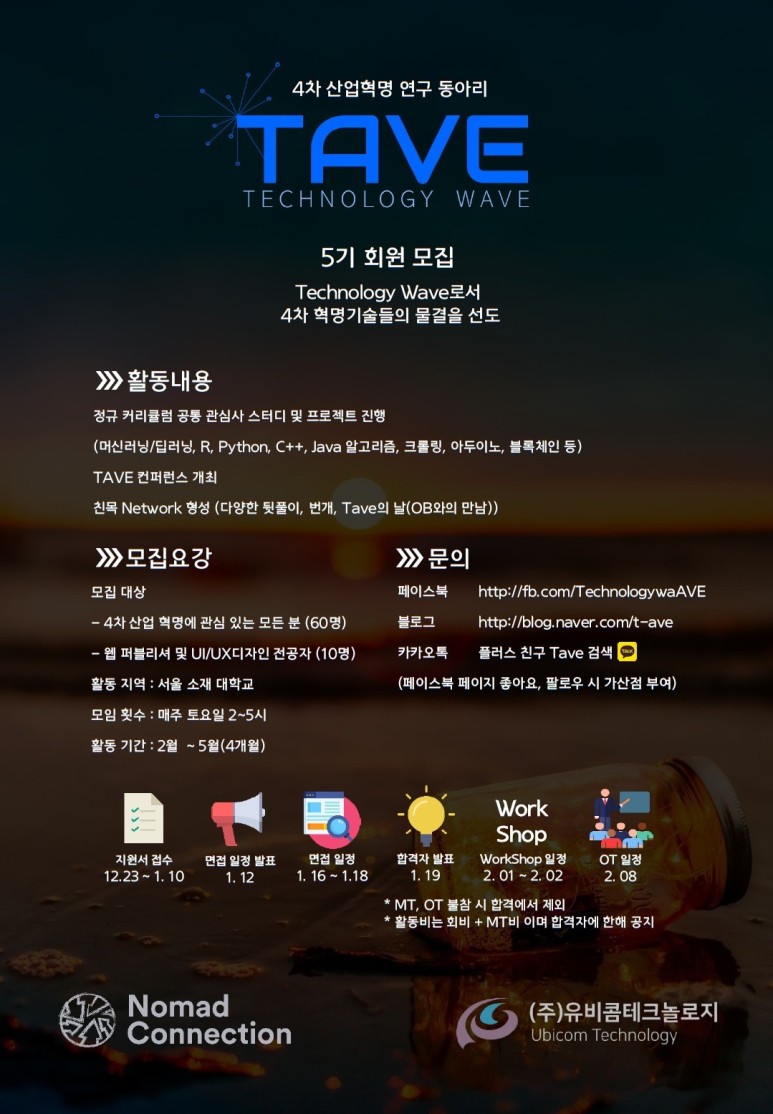 4차 산업혁명 연구 동아리
TAVE
TECHNOLOGY WAVE
5기 회원 모집
Technology Wave로서
4차 혁명기술들의 물결을 선도
활동내용
정규 커리큘럼 공통 관심사 스터디 및 프로젝트 진행
(머신러닝/딥러닝, R, Python, C++, Java 알고리즘, 크롤링, 아두이노, 블록체인 등)
TAVE 컨퍼런스 개최
친목 Network 형성 (다양한 뒷풀이, 번개, Tave의 날(OB와의 만남))
모집요강
모집 대상
- 4차 산업 혁명에 관심 있는 모든 분 (60명)
- 웹 퍼블리셔 및 UI/UX디자인 전공자 (10명)
활동 지역 : 서울 소재 대학교
모임 횟수 : 매주 토요일 2~5시
활동 기간 : 2월 ~ 5월(4개월)
문의
페이스북 http://fb.com/TechnologywaAVE
블로그 http://blog.naver.com/t-ave
카카오톡 플러스 친구 Tave 검색 TALK
(페이스북 페이지 좋아요, 팔로우 시 가산점 부여)
지원서 접수
12.23 ~ 1. 10
면접 일정 발표
1. 12
면접 일정
1. 16 ~ 1.18
합격자 발표
1. 19
Work
Shop
WorkShop 일정
2. 01 ~ 2. 02
OT 일정
2. 08
* MT, OT 불참 시 합격에서 제외
* 활동비는 회비 + MT비 이며 합격자에 한해 공지
Nomad
Connection
(주)유비콤테크놀로지
Ubicom Technology